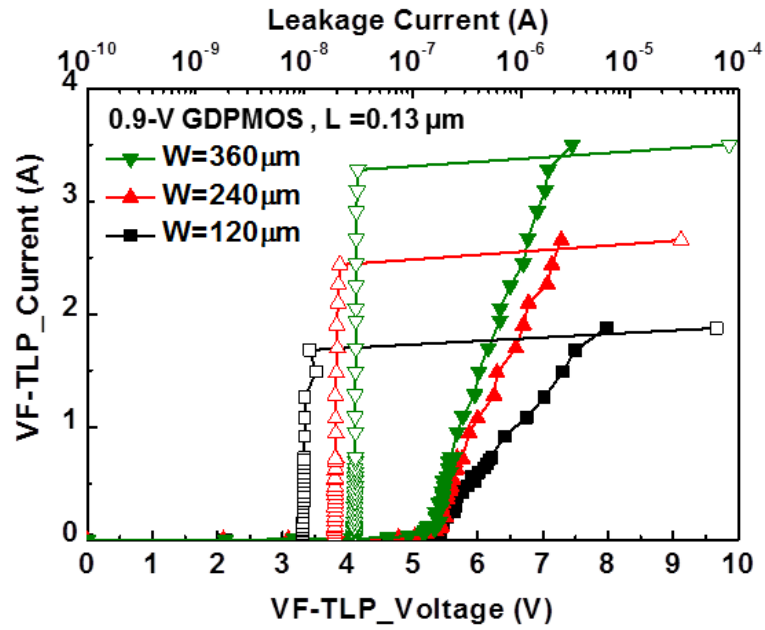 Leakage Current (A)
10⁻¹⁰ 10⁻⁹ 10⁻⁸ 10⁻⁷ 10⁻⁶ 10⁻⁵ 10⁻⁴
4
3
2
1
0
VF-TLP_Current (A)
0.9-V GDPMOS , L =0.13 μm
W=360μm
W=240μm
W=120μm
0 1 2 3 4 5 6 7 8 9 10
VF-TLP_Voltage (V)